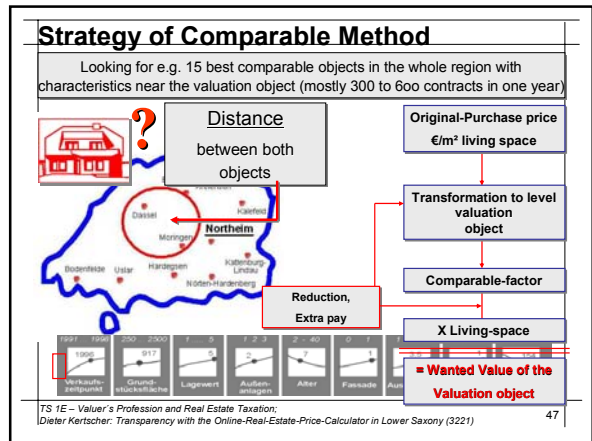 Strategy of Comparable Method
Looking for e.g. 15 best comparable objects in the whole region with
characteristics near the valuation object (mostly 300 to 6oo contracts in one year)
?
Distance
between both
objects
Original-Purchase price
€/m² living space
Transformation to level
valuation
object
Comparable-factor
Reduction,
Extra pay
X Living-space
= Wanted Value of the
Valuation object
Dassel
Kalefeld
Northeim
Moringen
Bodenfelde
Uslar
Hardegsen
Katlenburg-
Lindau
Nörten-Hardenberg
1991 ... 1998
1996
Verkaufs-
zeitpunkt
250 ... 2500
917
Grund-
stücksfläche
1 .... 5
5
Lagewert
1 2 3
2
Außen-
anlagen
2 - 40
7
Alter
0 1
1
Fassade
TS 1E – Valuer´s Profession and Real Estate Taxation;
Dieter Kertscher: Transparency with the Online-Real-Estate-Price-Calculator in Lower Saxony (3221)
47